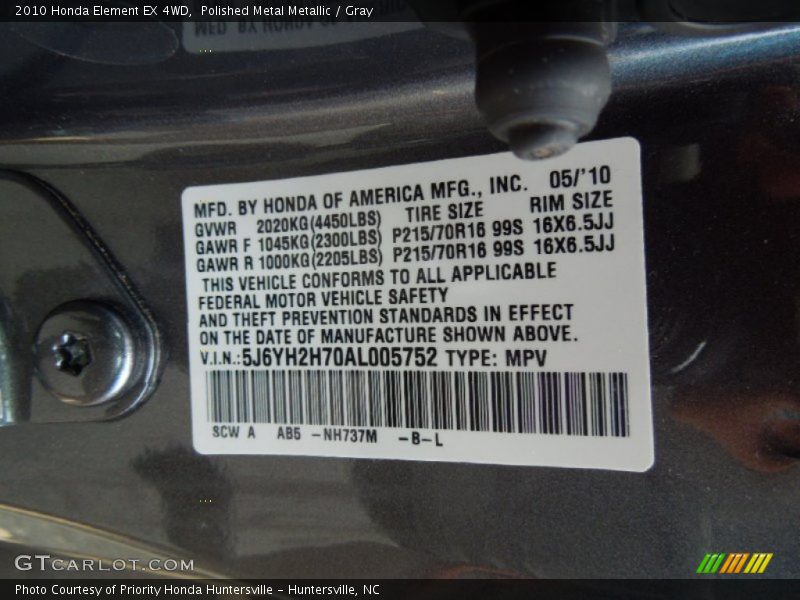 2010 Honda Element EX 4WD, Polished Metal Metallic / Gray
MFD. BY HONDA OF AMERICA MFG., INC. 05/'10
GVWR 2020KG(4450LBS) TIRE SIZE RIM SIZE
GAWR F 1045KG(2300LBS) P215/70R16 99S 16X6.5JJ
GAWR R 1000KG(2205LBS) P215/70R16 99S 16X6.5JJ
THIS VEHICLE CONFORMS TO ALL APPLICABLE
FEDERAL MOTOR VEHICLE SAFETY
AND THEFT PREVENTION STANDARDS IN EFFECT
ON THE DATE OF MANUFACTURE SHOWN ABOVE.
V.I.N.:5J6YH2H70AL005752 TYPE: MPV
SCW A AB5 -NH737M -B-L
GTCARLOT.COM
Photo Courtesy of Priority Honda Huntersville - Huntersville, NC